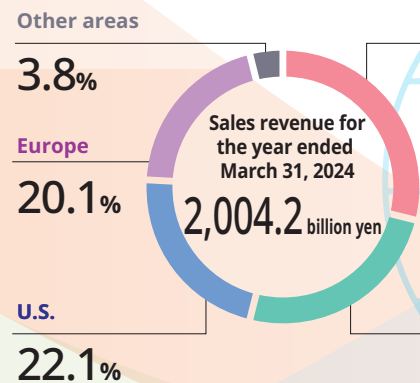 Other areas
3.8%
Europe
20.1%
U.S.
22.1%
Sales revenue for
the year ended
March 31, 2024
2,004.2 billion yen